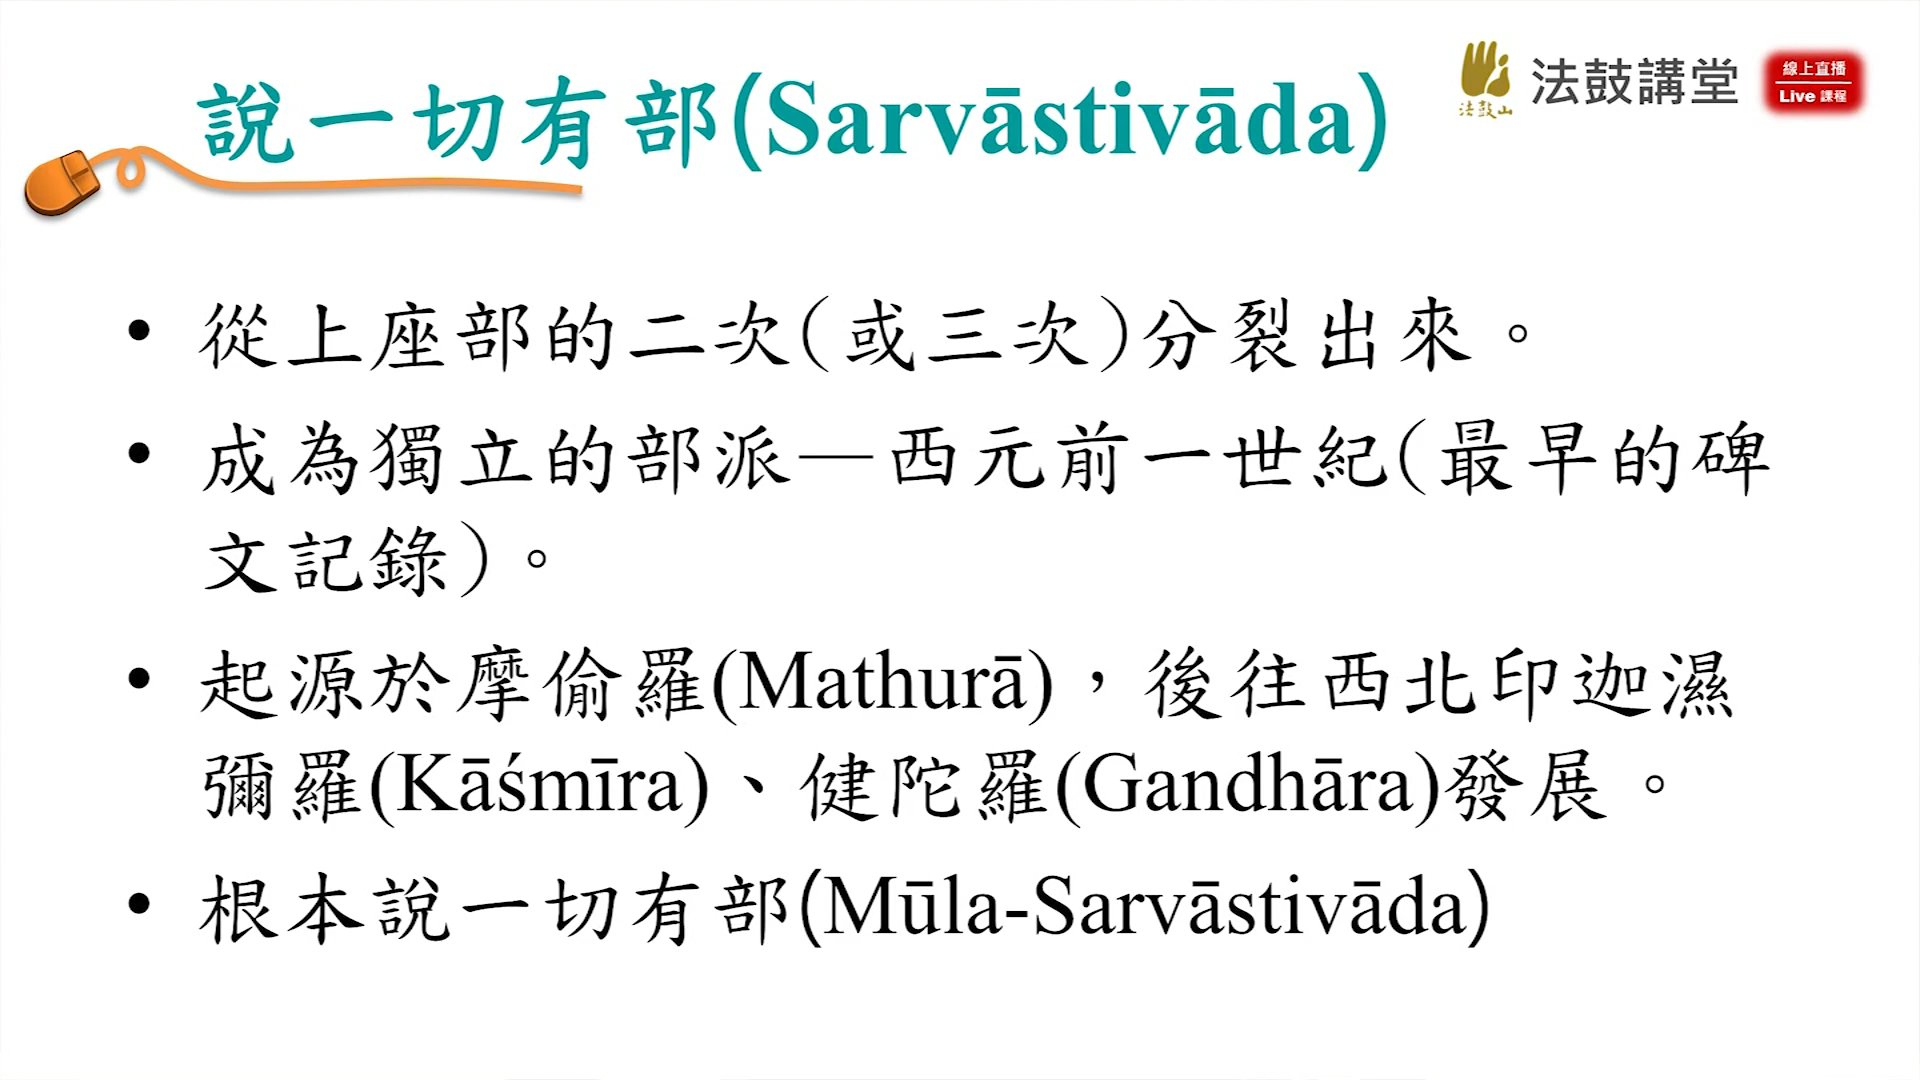 說一切有部(Sarvāstivāda)
法鼓山
法鼓講堂
線上直播
Live 課程
• 從上座部的二次(或三次)分裂出來。
• 成為獨立的部派—西元前一世紀(最早的碑
文記錄)。
• 起源於摩偷羅(Mathurā)，後往西北印迦濕
彌羅(Kāśmīra)、健陀羅(Gandhāra)發展。
• 根本說一切有部(Mūla-Sarvāstivāda)